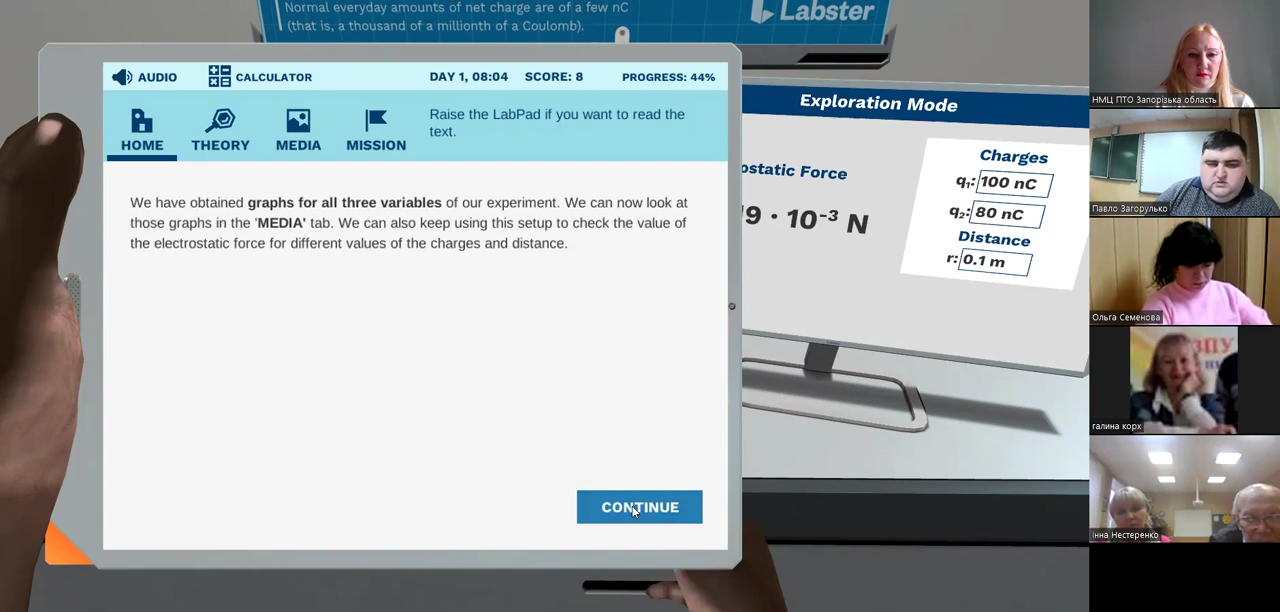 Normal everyday amounts of net charge are of a few nC
(that is, a thousand of a millionth of a Coulomb).
Labster
AUDIO
CALCULATOR
DAY 1, 08:04
SCORE: 8
PROGRESS: 44%
HOME
THEORY
MEDIA
MISSION
Raise the LabPad if you want to read the
text.
We have obtained graphs for all three variables of our experiment. We can now look at
those graphs in the 'MEDIA' tab. We can also keep using this setup to check the value of
the electrostatic force for different values of the charges and distance.
CONTINUE
Exploration Mode
ostatic Force
9 · 10⁻³ N
Charges
q₁: 100 nC
q₂: 80 nC
Distance
r: 0.1 m
НМЦ ПТО Запорізька область
Павло Загорулько
Ольга Семенова
ЗПУ
галина корх
Інна Нестеренко